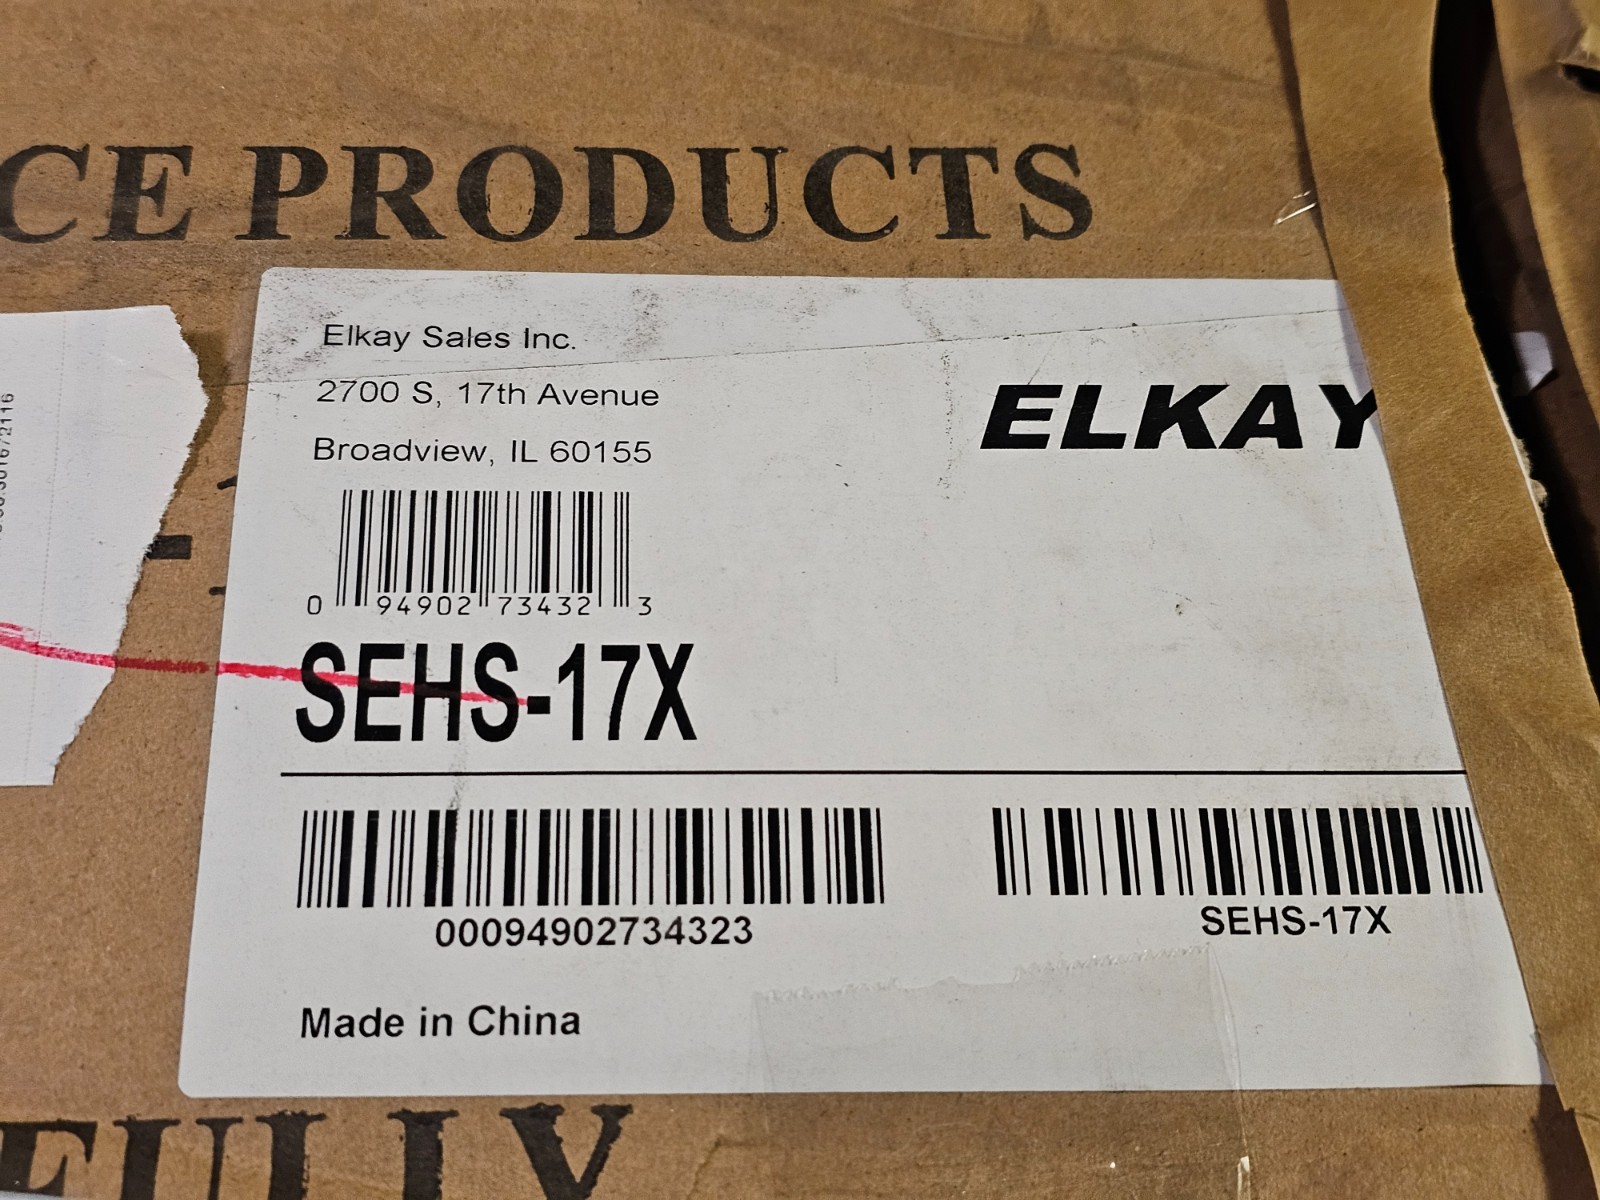 CE PRODUCTS
Elkay Sales Inc.
2700 S, 17th Avenue
Broadview, IL 60155
ELKAY
0 94902 73432 3
SEHS-17X
00094902734323
SEHS-17X
Made in China
FULLY